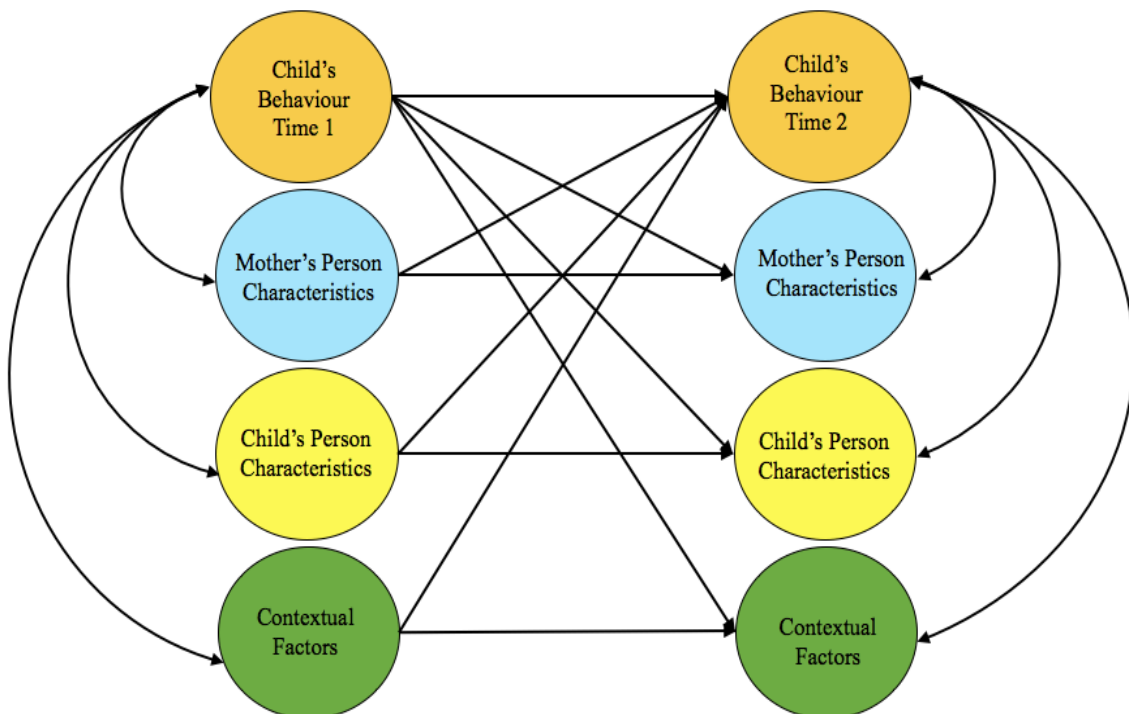 Child's
Behaviour
Time 1
Child's
Behaviour
Time 2
Mother's Person
Characteristics
Mother's Person
Characteristics
Child's Person
Characteristics
Child's Person
Characteristics
Contextual
Factors
Contextual
Factors